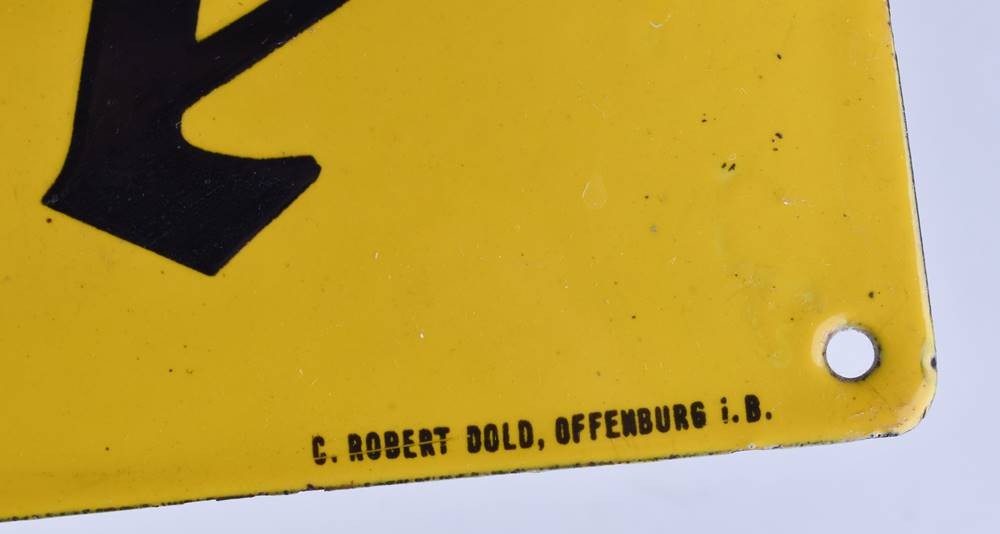 C. ROBERT DOLD, OFFENBURG i.B.